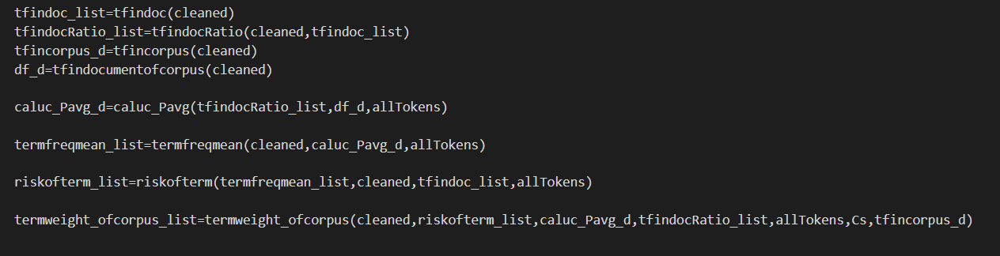 tfindoc_list=tfindoc(cleaned)
tfindocRatio_list=tfindocRatio(cleaned,tfindoc_list)
tfincorpus_d=tfincorpus(cleaned)
df_d=tfindocumentofcorpus(cleaned)
caluc_Pavg_d=caluc_Pavg(tfindocRatio_list,df_d,allTokens)
termfreqmean_list=termfreqmean(cleaned,caluc_Pavg_d,allTokens)
riskofterm_list=riskofterm(termfreqmean_list,cleaned,tfindoc_list,allTokens)
termweight_ofcorpus_list=termweight_ofcorpus(cleaned,riskofterm_list,caluc_Pavg_d,tfindocRatio_list,allTokens,Cs,tfincorpus_d)